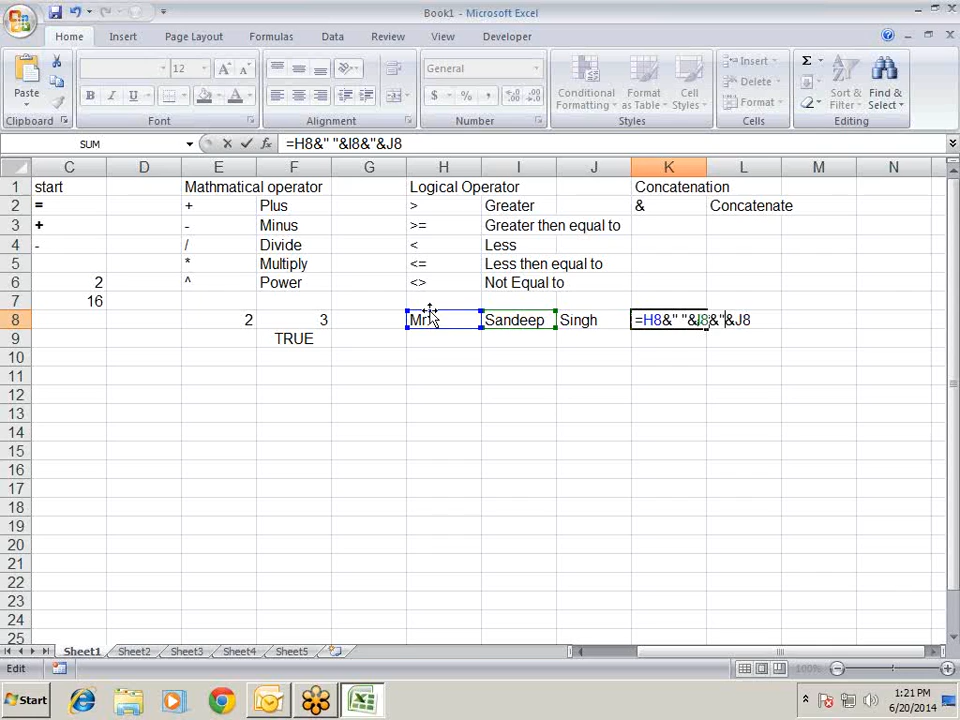 Book1 - Microsoft Excel
Home Insert Page Layout Formulas Data Review View Developer
Paste
12 A A
B I U A
General
$ % ,
Conditional Formatting
Format as Table
Cell Styles
Insert
Delete
Format
Σ
Sort & Filter
Find & Select
Clipboard Font Alignment Number Styles Cells Editing
SUM fx =H8&" "&I8&"&J8
C D E F G H I J K L M N
1 start Mathmatical operator Logical Operator Concatenation
2 = + Plus > Greater & Concatenate
3 + - Minus >= Greater then equal to
4 - / Divide < Less
5 * Multiply <= Less then equal to
6 2 ^ Power <> Not Equal to
7 16
8 2 3 Mr. Sandeep Singh =H8&" "&I8&"&J8
9 TRUE
10
11
12
13
14
15
16
17
18
19
20
21
22
23
24
25
Sheet1 Sheet2 Sheet3 Sheet4 Sheet5
Edit 100%
Start
1:21 PM
6/20/2014